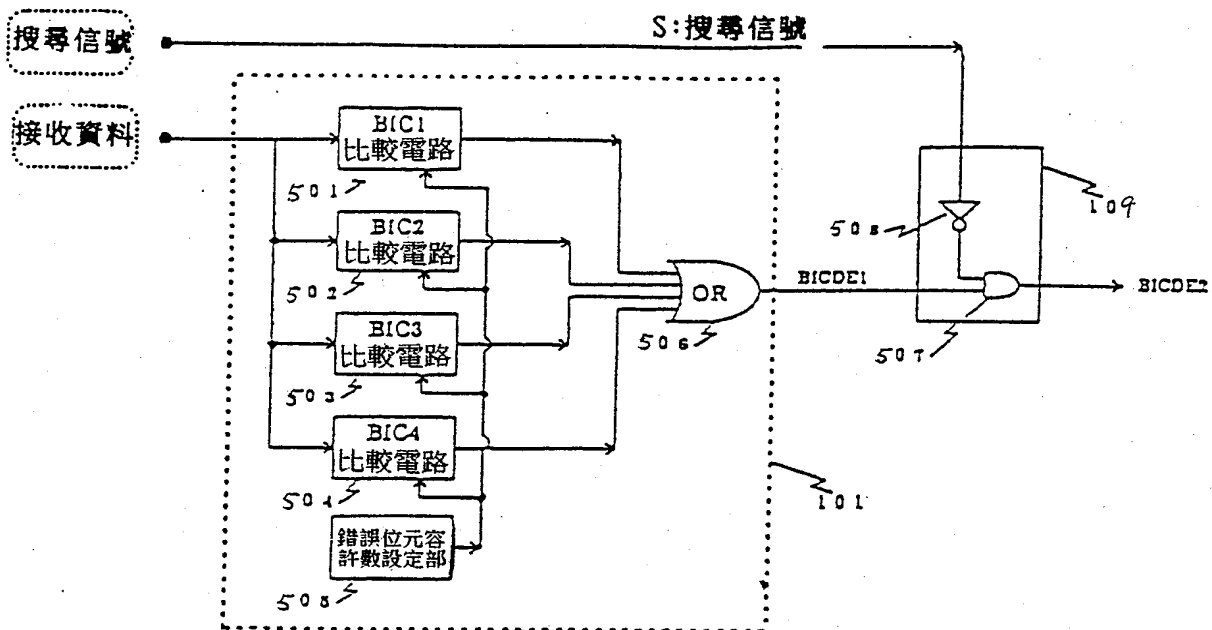 搜尋信號
S:搜尋信號
接收資料
BIC1
比較電路
501
109
508
BIC2
比較電路
502
OR
BICDE1
BICDE2
506
507
BIC3
比較電路
503
BIC4
比較電路
504
101
錯誤位元容
許數設定部
505